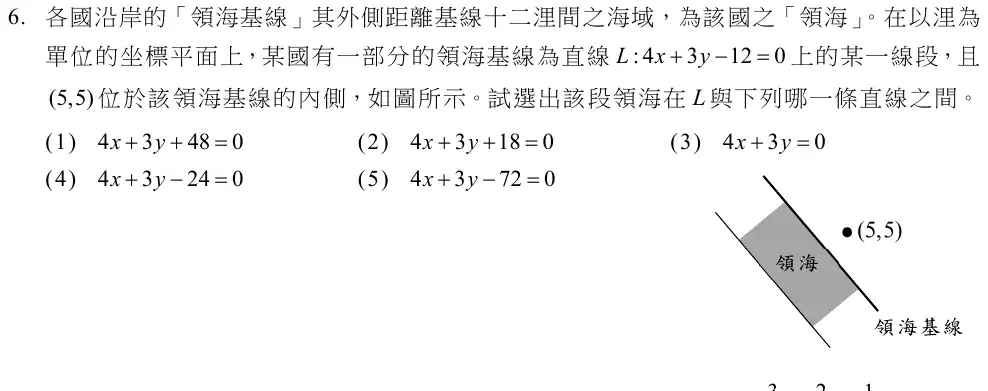 6. 各國沿岸的「領海基線」其外側距離基線十二浬間之海域，為該國之「領海」。在以浬為
單位的坐標平面上，某國有一部分的領海基線為直線 L:4x+3y−12=0 上的某一線段，且
(5,5)位於該領海基線的內側，如圖所示。試選出該段領海在 L與下列哪一條直線之間。
(1) 4x+3y+48=0 (2) 4x+3y+18=0 (3) 4x+3y=0
(4) 4x+3y−24=0 (5) 4x+3y−72=0
(5,5)
領海
領海基線
3 2 1